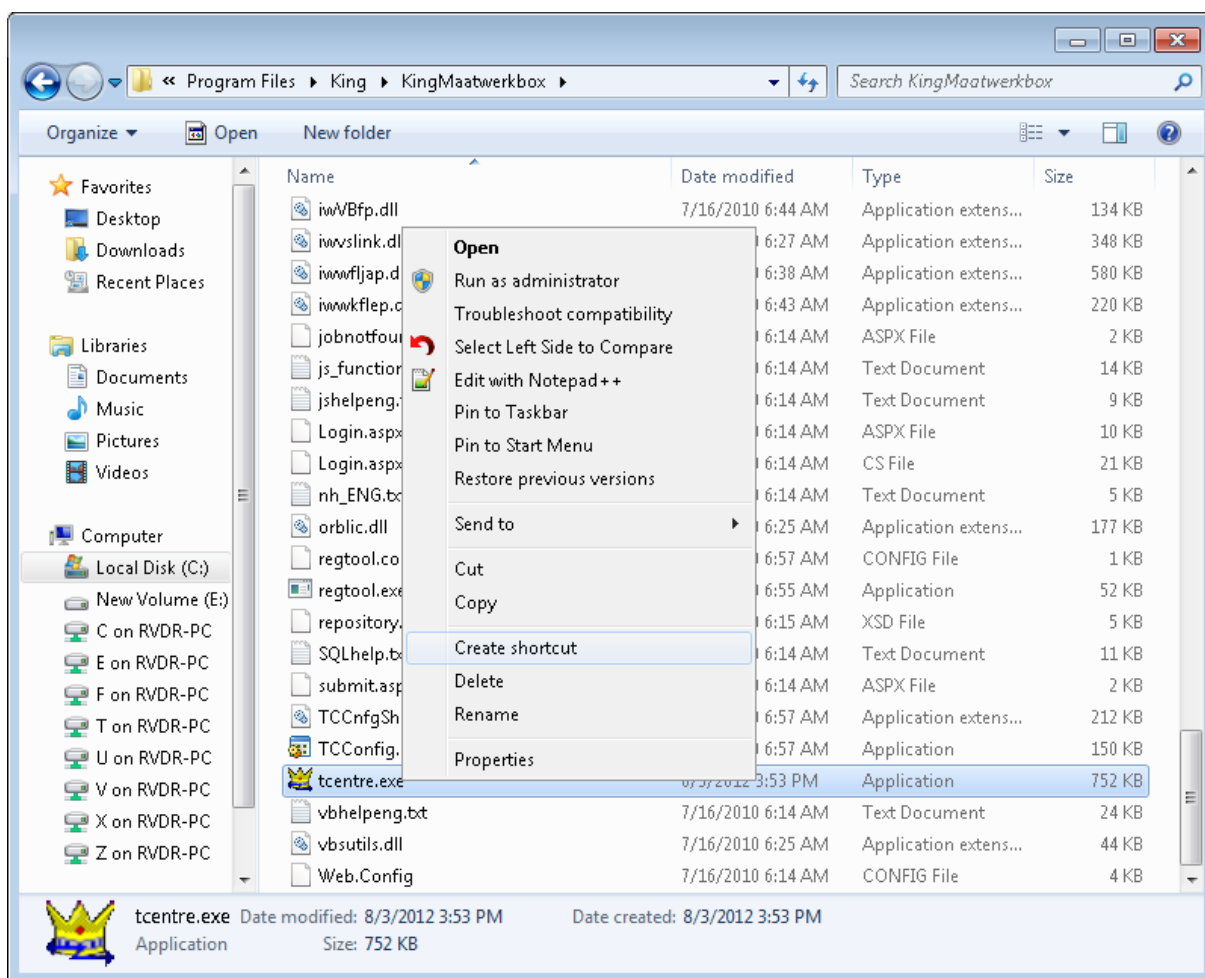 « Program Files ▸ King ▸ KingMaatwerkbox ▸ Search KingMaatwerkbox
Organize Open New folder
Name Date modified Type Size
Favorites
Desktop
Downloads
Recent Places
Libraries
Documents
Music
Pictures
Videos
Computer
Local Disk (C:)
New Volume (E:)
C on RVDR-PC
E on RVDR-PC
F on RVDR-PC
T on RVDR-PC
U on RVDR-PC
V on RVDR-PC
X on RVDR-PC
Z on RVDR-PC
iwVBfp.dll 7/16/2010 6:44 AM Application extens... 134 KB
iwvslink.dl 6:27 AM Application extens... 348 KB
iwwfljap.d 6:38 AM Application extens... 580 KB
iwwkflep.d 6:43 AM Application extens... 220 KB
jobnotfour 6:14 AM ASPX File 2 KB
js_function 6:14 AM Text Document 14 KB
jshelpeng. 6:14 AM Text Document 9 KB
Login.aspx 6:14 AM ASPX File 10 KB
Login.aspx 6:14 AM CS File 21 KB
nh_ENG.tx 6:14 AM Text Document 5 KB
orblic.dll 6:25 AM Application extens... 177 KB
regtool.co 6:57 AM CONFIG File 1 KB
regtool.exe 6:55 AM Application 52 KB
repository. 6:15 AM XSD File 5 KB
SQLhelp.tx 6:14 AM Text Document 11 KB
submit.asp 6:14 AM ASPX File 2 KB
TCCnfgSh 6:57 AM Application extens... 212 KB
TCConfig. 6:57 AM Application 150 KB
tcentre.exe 8/3/2012 3:53 PM Application 752 KB
vbhelpeng.txt 7/16/2010 6:14 AM Text Document 24 KB
vbsutils.dll 7/16/2010 6:25 AM Application extens... 44 KB
Web.Config 7/16/2010 6:14 AM CONFIG File 4 KB
Open
Run as administrator
Troubleshoot compatibility
Select Left Side to Compare
Edit with Notepad++
Pin to Taskbar
Pin to Start Menu
Restore previous versions
Send to
Cut
Copy
Create shortcut
Delete
Rename
Properties
tcentre.exe Date modified: 8/3/2012 3:53 PM Date created: 8/3/2012 3:53 PM
Application Size: 752 KB